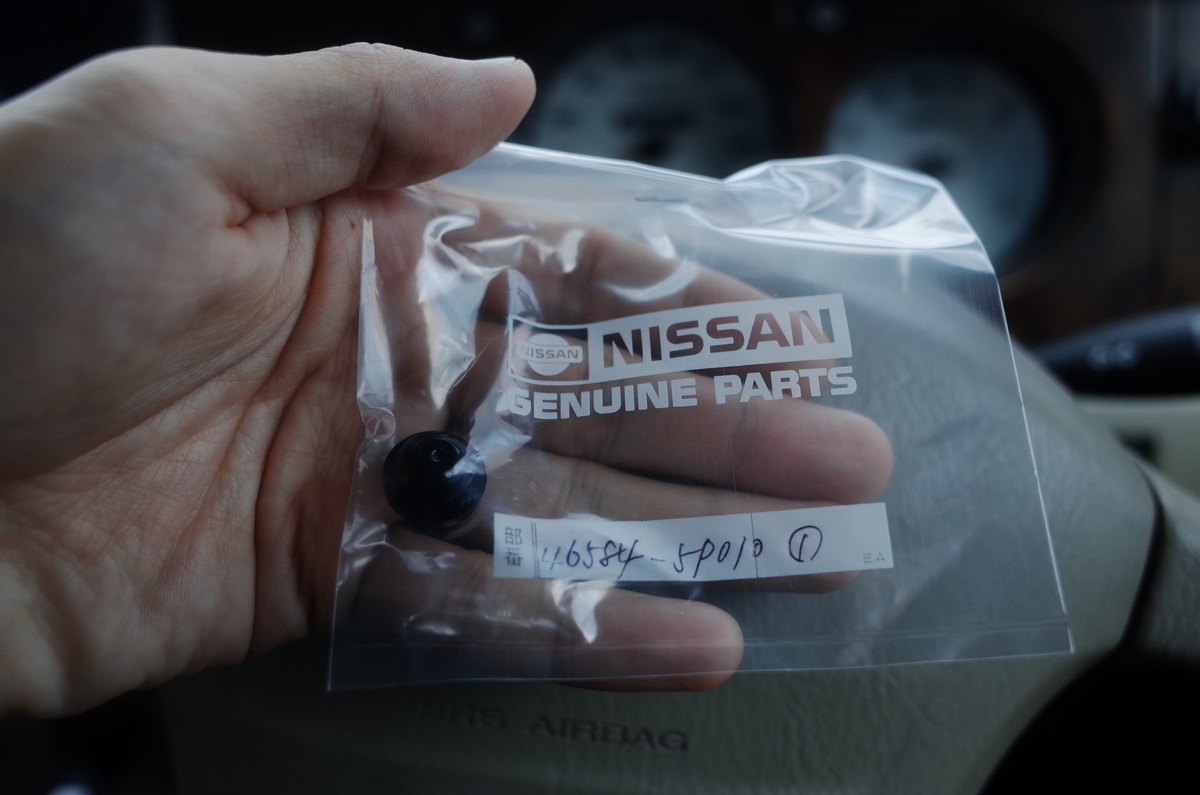 NISSAN NISSAN
GENUINE PARTS
部番 46584-5P010 ① EA
SRS AIRBAG